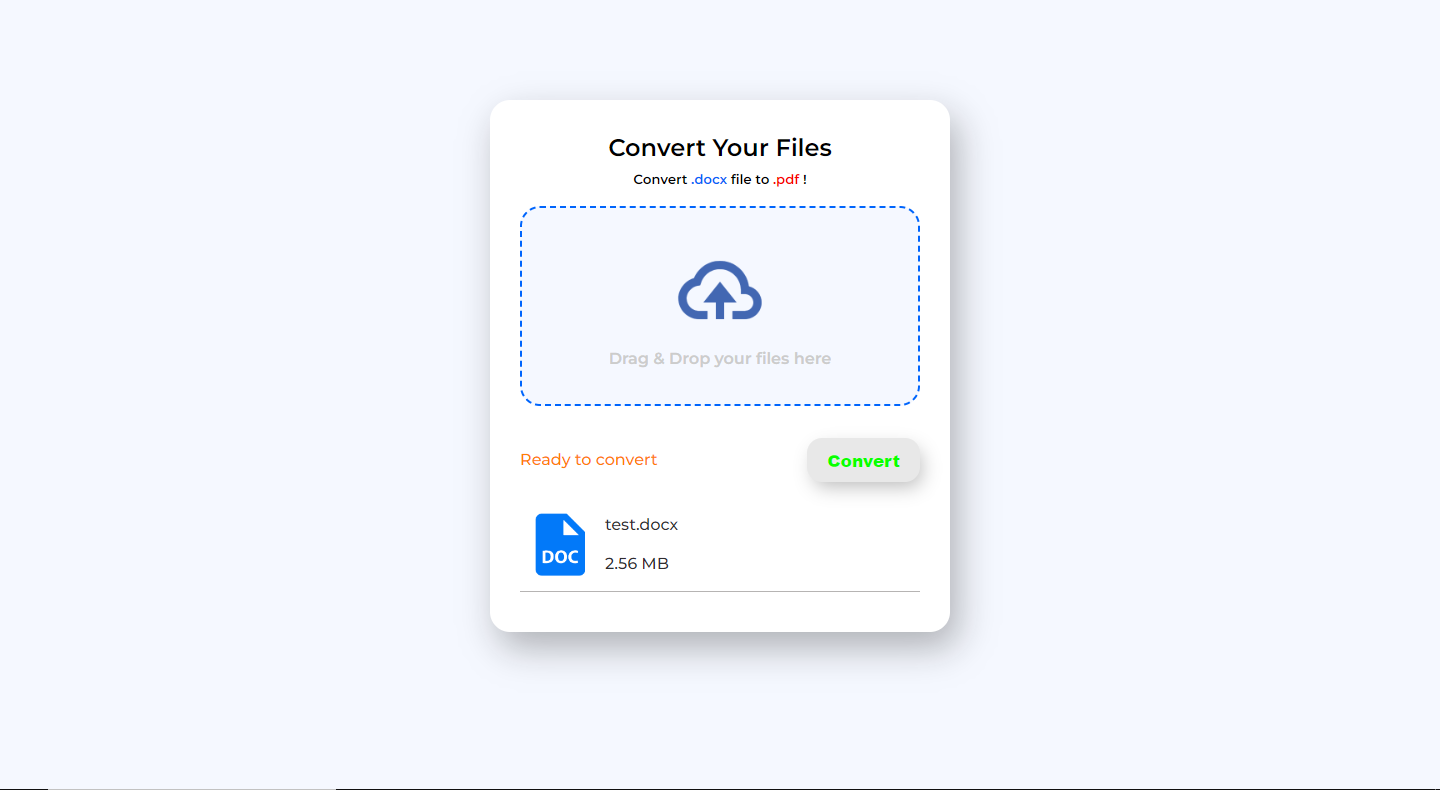 Convert Your Files
Convert .docx file to .pdf !
Drag & Drop your files here
Ready to convert
Convert
test.docx
DOC
2.56 MB